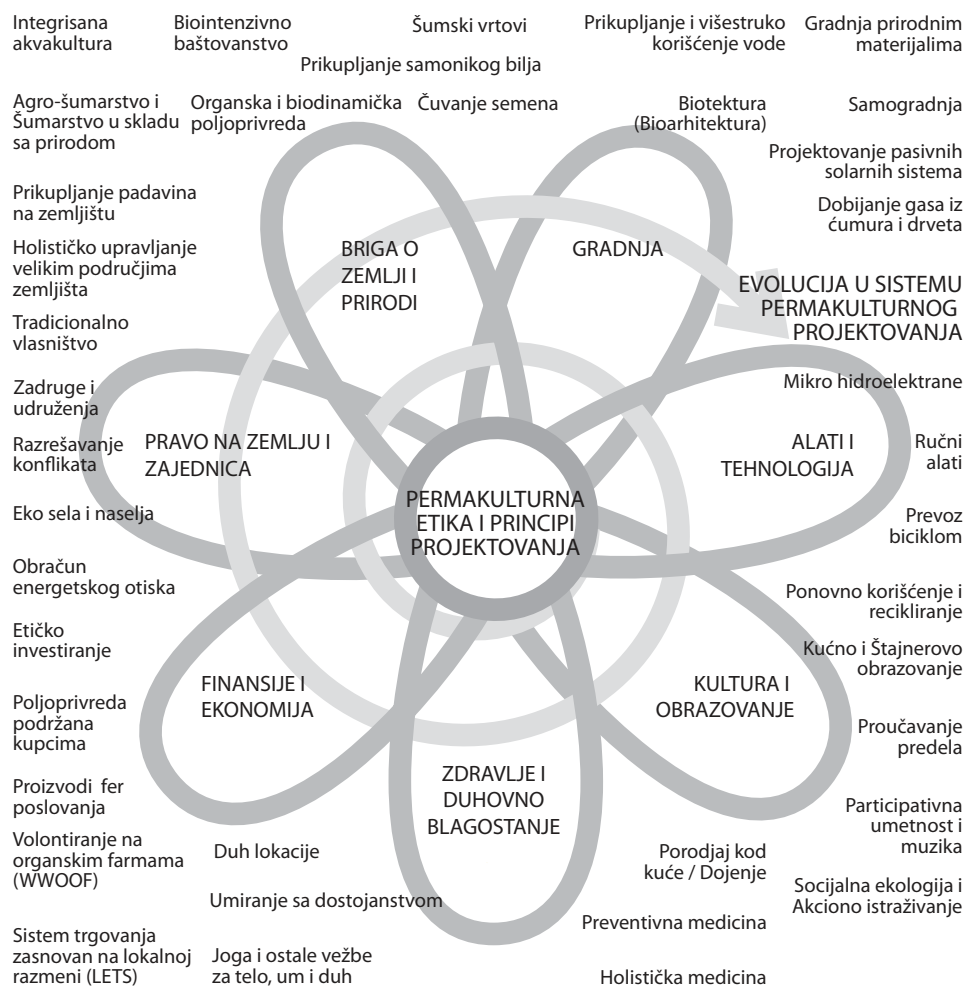 Integrisana
akvakultura
Biointenzivno
baštovanstvo
Šumski vrtovi
Prikupljanje i višestruko
korišćenje vode
Gradnja prirodnim
materijalima
Prikupljanje samonikog bilja
Agro-šumarstvo i
Šumarstvo u skladu
sa prirodom
Organska i biodinamička
poljoprivreda
Čuvanje semena
Biotektura
(Bioarhitektura)
Samogradnja
Projektovanje pasivnih
solarnih sistema
Prikupljanje padavina
na zemljištu
Dobijanje gasa iz
ćumura i drveta
Holističko upravljanje
velikim područjima
zemljišta
BRIGA O
ZEMLJI I
PRIRODI
GRADNJA
EVOLUCIJA U SISTEMU
PERMAKULTURNOG
PROJEKTOVANJA
Tradicionalno
vlasništvo
Zadruge i
udruženja
Mikro hidroelektrane
Razrešavanje
konflikata
PRAVO NA ZEMLJU I
ZAJEDNICA
ALATI I
TEHNOLOGIJA
Ručni
alati
PERMAKULTURNA
ETIKA I PRINCIPI
PROJEKTOVANJA
Eko sela i naselja
Prevoz
biciklom
Obračun
energetskog otiska
Ponovno korišćenje i
recikliranje
Etičko
investiranje
Kućno i Štajnerovo
obrazovanje
FINANSIJE I
EKONOMIJA
KULTURA I
OBRAZOVANJE
Poljoprivreda
podržana
kupcima
Proučavanje
predela
ZDRAVLJE I
DUHOVNO
BLAGOSTANJE
Proizvodi fer
poslovanja
Participativna
umetnost i
muzika
Volontiranje na
organskim farmama
(WWOOF)
Duh lokacije
Porodjaj kod
kuće / Dojenje
Umiranje sa dostojanstvom
Socijalna ekologija i
Akciono istraživanje
Preventivna medicina
Sistem trgovanja
zasnovan na lokalnoj
razmeni (LETS)
Joga i ostale vežbe
za telo, um i duh
Holistička medicina